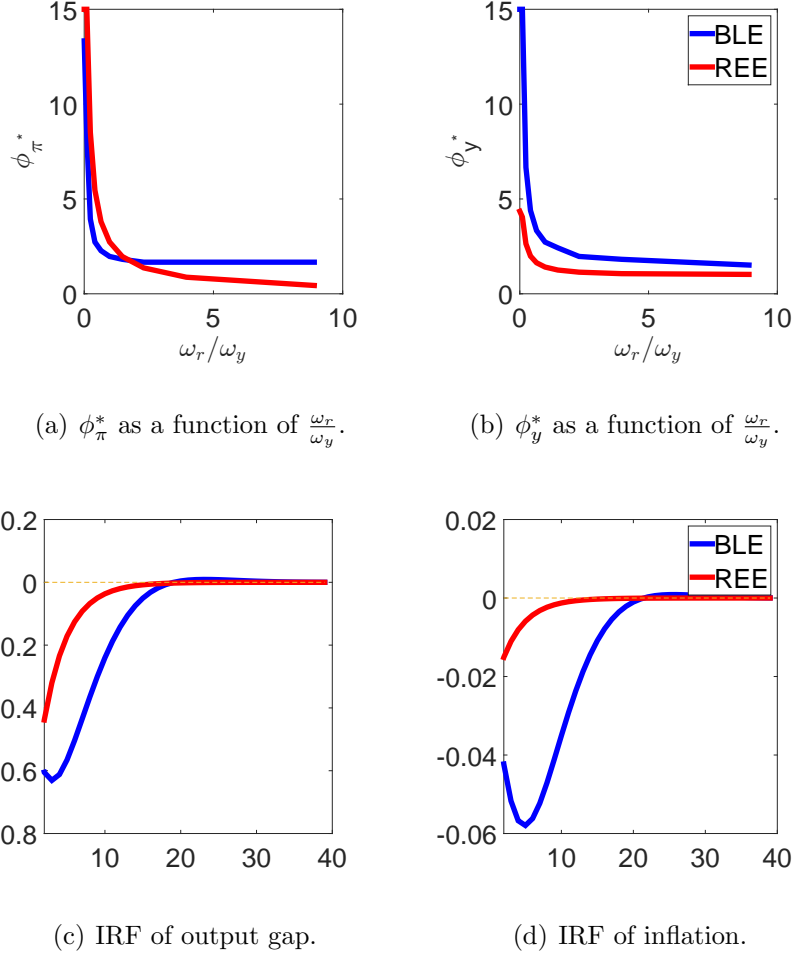 15
10
5
0
0
5
10
ϕπ*
ωr/ωy
15
10
5
0
0
5
10
ϕy*
ωr/ωy
BLE
REE
(a) ϕ*π as a function of ωr/ωy.
(b) ϕ*y as a function of ωr/ωy.
0.2
0
0.2
0.4
0.6
0.8
10
20
30
40
0.02
0
-0.02
-0.04
-0.06
10
20
30
40
BLE
REE
(c) IRF of output gap.
(d) IRF of inflation.